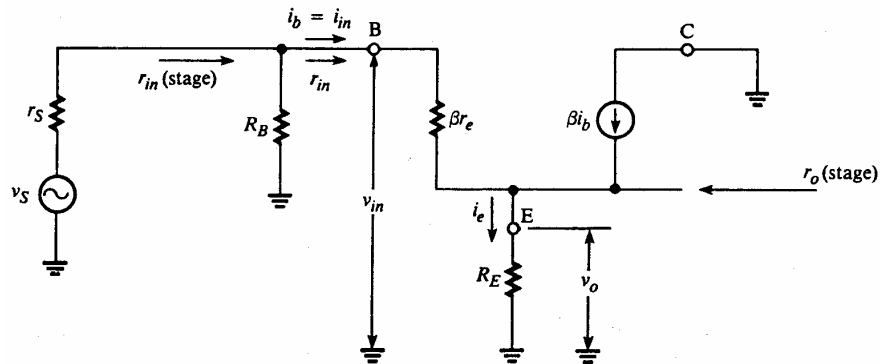 i_b = i_in
B
C
r_in (stage)
r_in
r_S
R_B
βr_e
βi_b
r_o (stage)
v_S
v_in
i_e
E
R_E
v_o